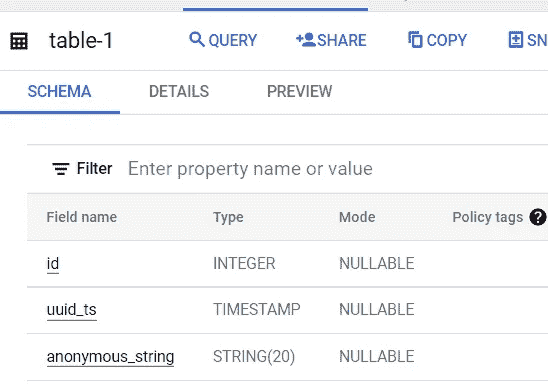 table-1 QUERY SHARE COPY SN
SCHEMA DETAILS PREVIEW
Filter Enter property name or value
Field name Type Mode Policy tags ?
id INTEGER NULLABLE
uuid_ts TIMESTAMP NULLABLE
anonymous_string STRING(20) NULLABLE